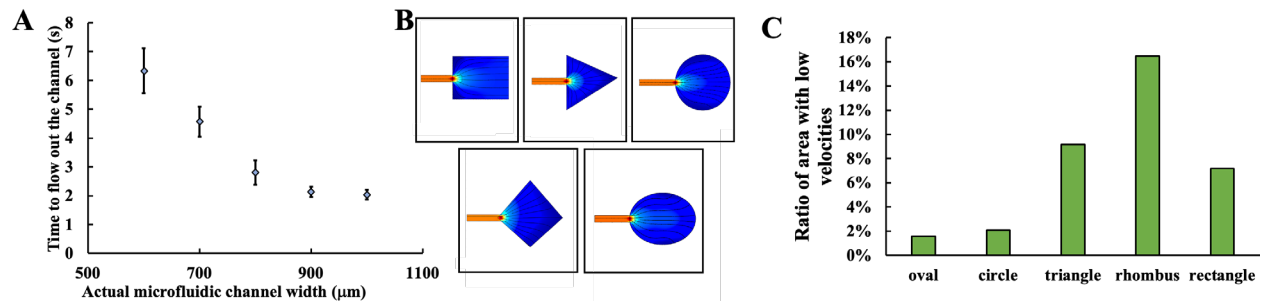 A
Time to flow out the channel (s)
8
7
6
5
4
3
2
1
0
500
700
900
1100
Actual microfluidic channel width (μm)
B
C
Ratio of area with low
velocities
18%
16%
14%
12%
10%
8%
6%
4%
2%
0%
oval
circle
triangle
rhombus
rectangle